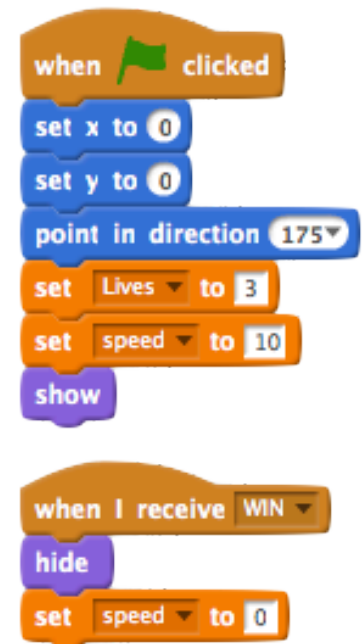 when clicked
set x to 0
set y to 0
point in direction 175
set Lives to 3
set speed to 10
show
when I receive WIN
hide
set speed to 0